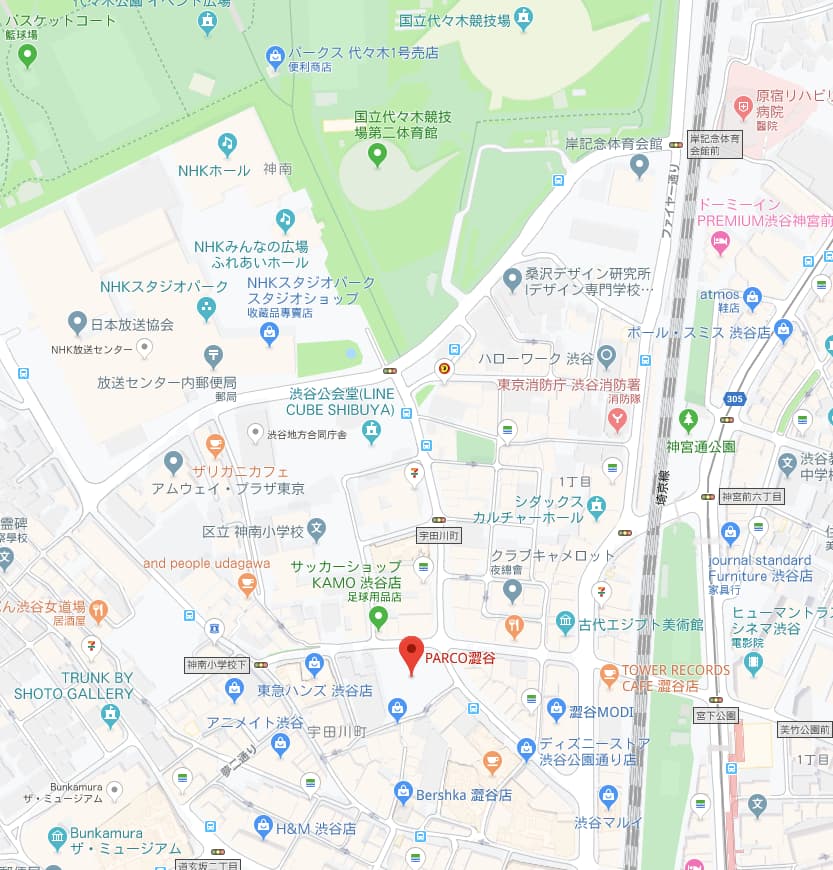 代々木公園 イベント広場
バスケットコート
籃球場
国立代々木競技場
パークス 代々木1号売店
便利商店
原宿リハビリ
病院
醫院
国立代々木競技
場第二体育館
岸記念体育会館
岸記念体育
会館前
NHKホール
神南
ファイヤー通り
ドーミーイン
PREMIUM渋谷神宮前
NHKみんなの広場
ふれあいホール
NHKスタジオパーク
NHKスタジオパーク
スタジオショップ
收藏品專賣店
桑沢デザイン研究所
|デザイン専門学校…
atmos
鞋店
日本放送協会
NHK放送センター
ポール・スミス 渋谷店
ハローワーク 渋谷
放送センター内郵便局
郵局
東京消防庁 渋谷消防署
消防隊
渋谷公会堂(LINE
CUBE SHIBUYA)
305
渋谷地方合同庁舎
神宮通公園
ザリガニカフェ
アムウェイ・プラザ東京
渋谷教
中学校
1丁目
埼京線
神宮前六丁目
シダックス
カルチャーホール
霊碑
区立 神南小学校
宇田川町
and people udagawa
サッカーショップ
KAMO 渋谷店
足球用品店
クラブキャメロット
夜總會
journal standard
Furniture 渋谷店
家具行
渋谷女道場
居酒屋
古代エジプト美術館
ヒューマントラス
シネマ渋谷
電影院
神南小学校下
PARCO澀谷
TRUNK BY
SHOTO GALLERY
東急ハンズ 渋谷店
TOWER RECORDS
CAFE 澀谷店
アニメイト渋谷
宇田川町
澀谷MODI
宮下公園
美竹公園前
夢二通り
ディズニーストア
渋谷公園通り店
1丁目
Bunkamura
ザ・ミュージアム
Bershka 澀谷店
渋谷マルイ
Bunkamura
ザ・ミュージアム
H&M 渋谷店
道玄坂二丁目